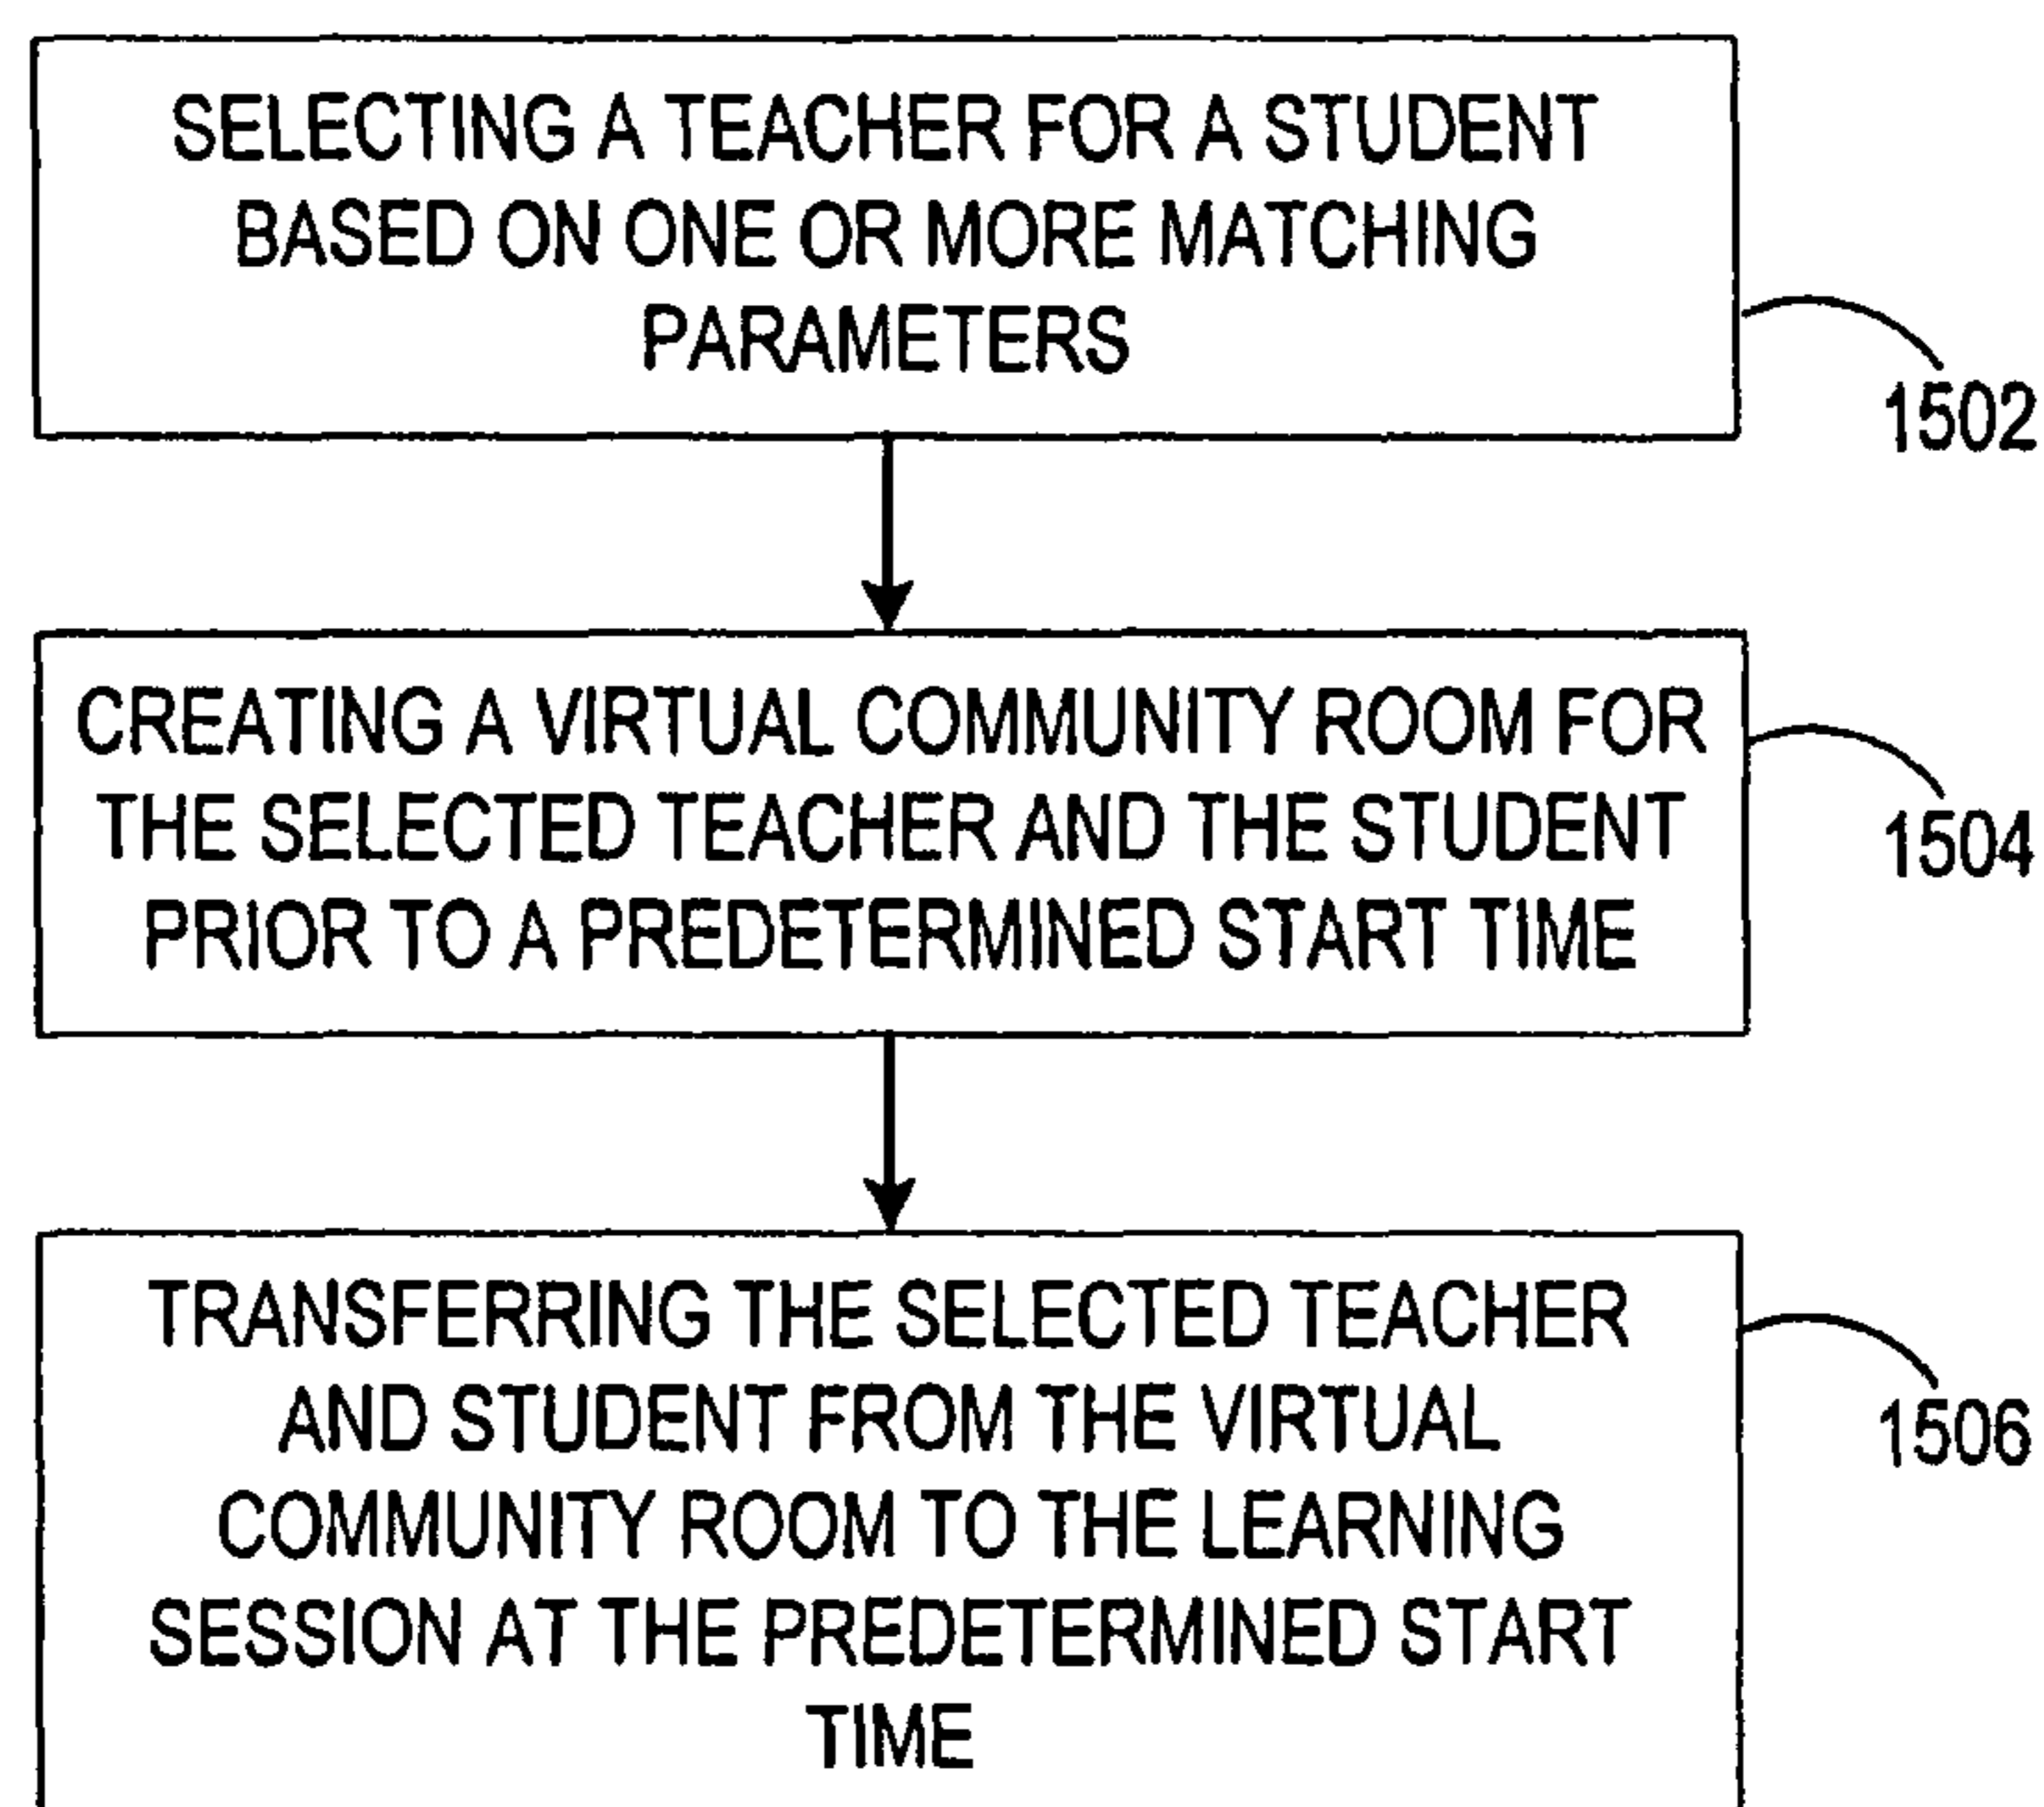 SELECTING A TEACHER FOR A STUDENT
BASED ON ONE OR MORE MATCHING
PARAMETERS
1502
CREATING A VIRTUAL COMMUNITY ROOM FOR
THE SELECTED TEACHER AND THE STUDENT
PRIOR TO A PREDETERMINED START TIME
1504
TRANSFERRING THE SELECTED TEACHER
AND STUDENT FROM THE VIRTUAL
COMMUNITY ROOM TO THE LEARNING
SESSION AT THE PREDETERMINED START
TIME
1506